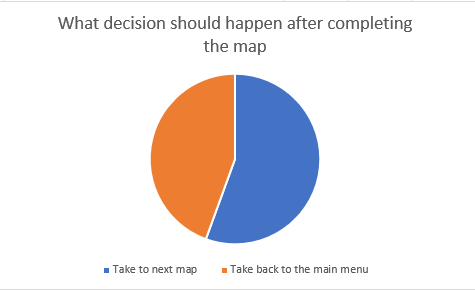 What decision should happen after completing
the map
Take to next map
Take back to the main menu